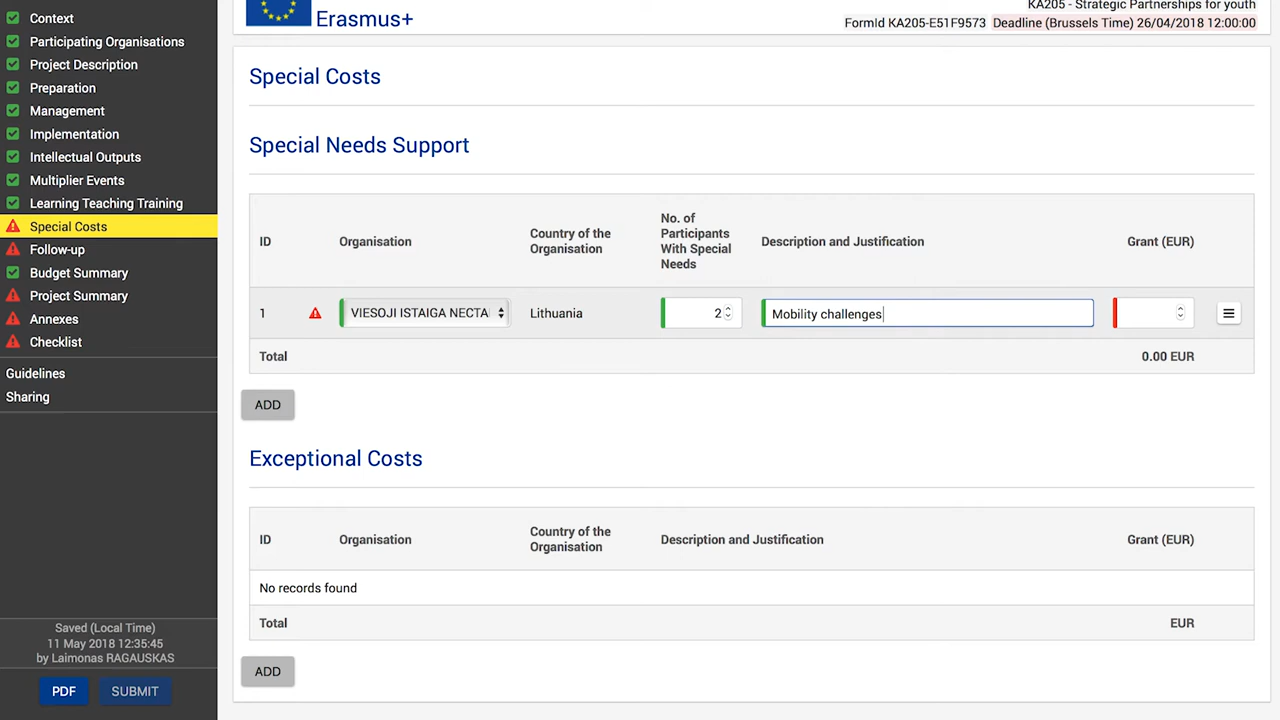 Context
Participating Organisations
Project Description
Preparation
Management
Implementation
Intellectual Outputs
Multiplier Events
Learning Teaching Training
Special Costs
Follow-up
Budget Summary
Project Summary
Annexes
Checklist
Guidelines
Sharing
Saved (Local Time)
11 May 2018 12:35:45
by Laimonas RAGAUSKAS
PDF SUBMIT
Erasmus+
KA205 - Strategic Partnerships for youth
FormId KA205-E51F9573 Deadline (Brussels Time) 26/04/2018 12:00:00
Special Costs
Special Needs Support
ID Organisation Country of the Organisation No. of Participants With Special Needs Description and Justification Grant (EUR)
1 VIESOJI ISTAIGA NECTA Lithuania 2 Mobility challenges
Total 0.00 EUR
ADD
Exceptional Costs
ID Organisation Country of the Organisation Description and Justification Grant (EUR)
No records found
Total EUR
ADD